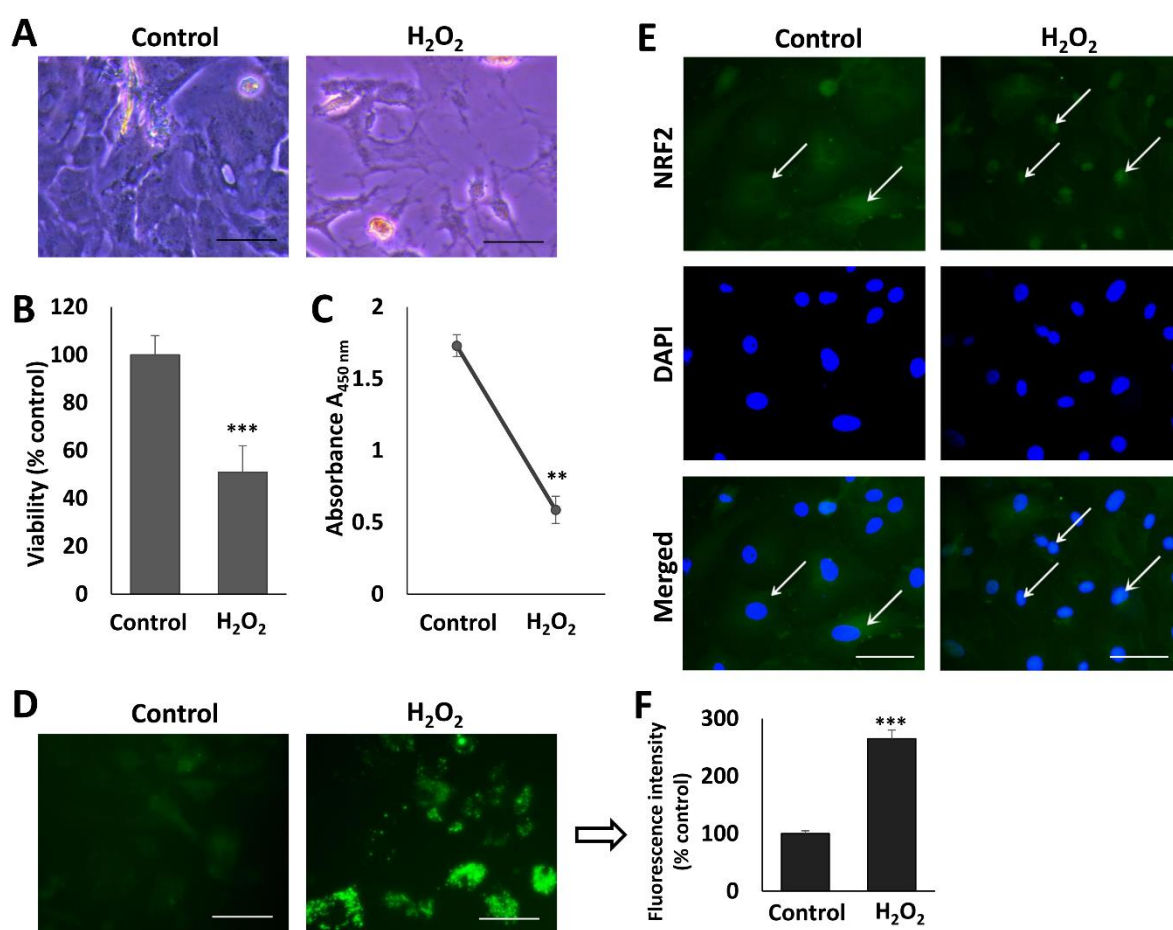 A
Control
H₂O₂
B
Viability (% control)
120
100
80
60
40
20
0
***
Control
H₂O₂
C
Absorbance A₄₅₀ ₙₘ
2
1.5
1
0.5
0
**
Control
H₂O₂
D
Control
H₂O₂
E
Control
H₂O₂
NRF2
DAPI
Merged
F
Fluorescence intensity
(% control)
300
200
100
0
***
Control
H₂O₂